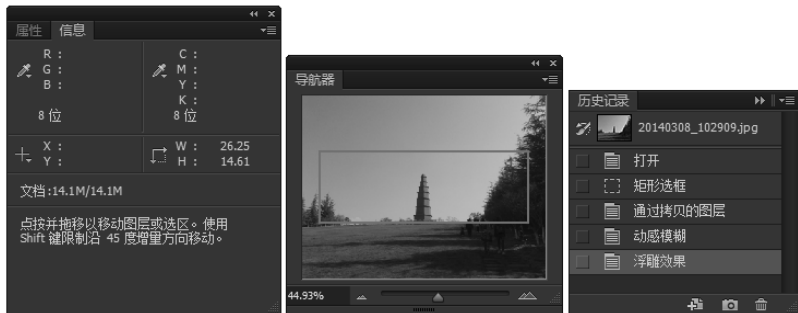 属性 信息
R : C :
G : M :
B : Y :
K :
8 位 8 位
X : W : 26.25
Y : H : 14.61
文档:14.1M/14.1M
点按并拖移以移动图层或选区。使用
Shift 键限制沿 45 度增量方向移动。
导航器
44.93%
历史记录
20140308_102909.jpg
打开
矩形选框
通过拷贝的图层
动感模糊
浮雕效果